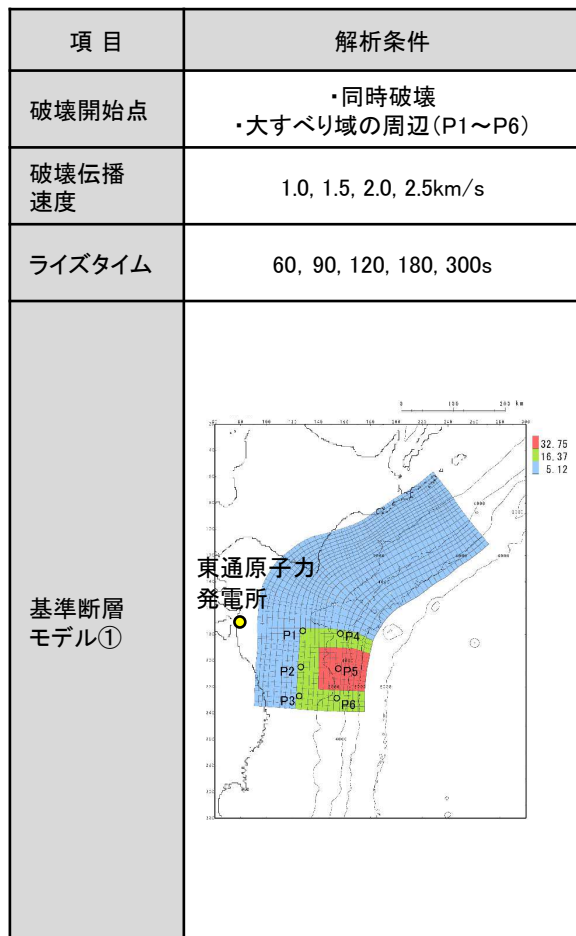 項 目
解析条件
破壊開始点
・同時破壊
・大すべり域の周辺(P1～P6)
破壊伝播
速度
1.0, 1.5, 2.0, 2.5km/s
ライズタイム
60, 90, 120, 180, 300s
基準断層
モデル①
0 100 200 km
32.75
16.37
5.12
東通原子力
発電所
P1
P4
P2
P5
P3
P6